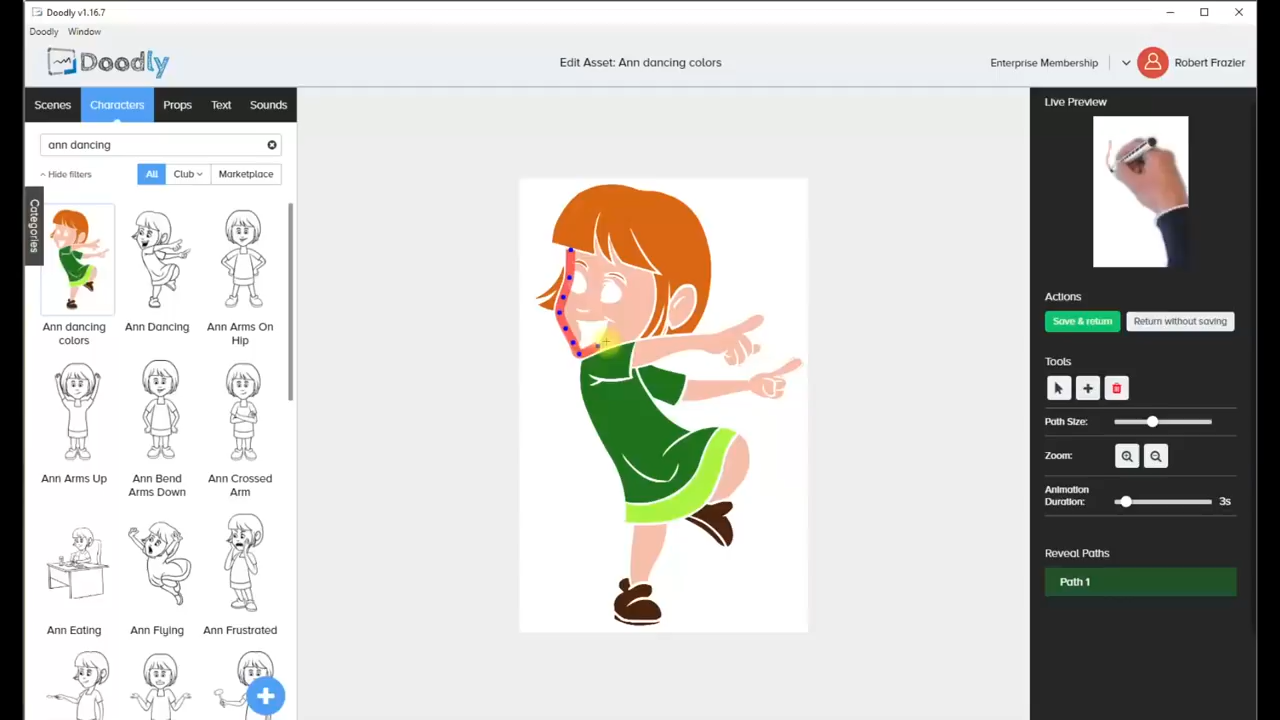 Doodly v1.16.7
Doodly Window
Doodly
Edit Asset: Ann dancing colors
Enterprise Membership
Robert Frazier
Scenes
Characters
Props
Text
Sounds
ann dancing
Hide filters
All
Club
Marketplace
Categories
Ann dancing
colors
Ann Dancing
Ann Arms On
Hip
Ann Arms Up
Ann Bend
Arms Down
Ann Crossed
Arm
Ann Eating
Ann Flying
Ann Frustrated
Live Preview
Actions
Save & return
Return without saving
Tools
Path Size:
Zoom:
Animation
Duration:
3s
Reveal Paths
Path 1